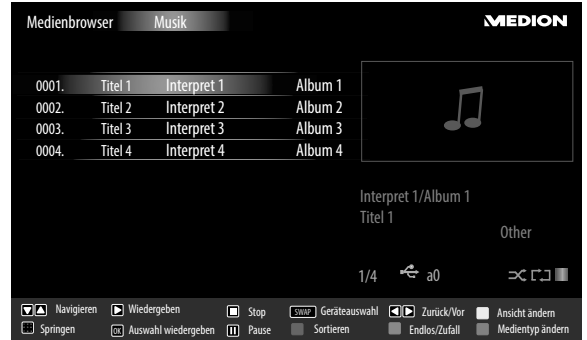 Medienbrowser Musik MEDION
0001. Titel 1 Interpret 1 Album 1
0002. Titel 2 Interpret 2 Album 2
0003. Titel 3 Interpret 3 Album 3
0004. Titel 4 Interpret 4 Album 4
Interpret 1/Album 1
Titel 1
Other
1/4 a0
Navigieren Wiedergeben Stop SWAP Geräteauswahl Zurück/Vor Ansicht ändern
Springen OK Auswahl wiedergeben Pause Sortieren Endlos/Zufall Medientyp ändern